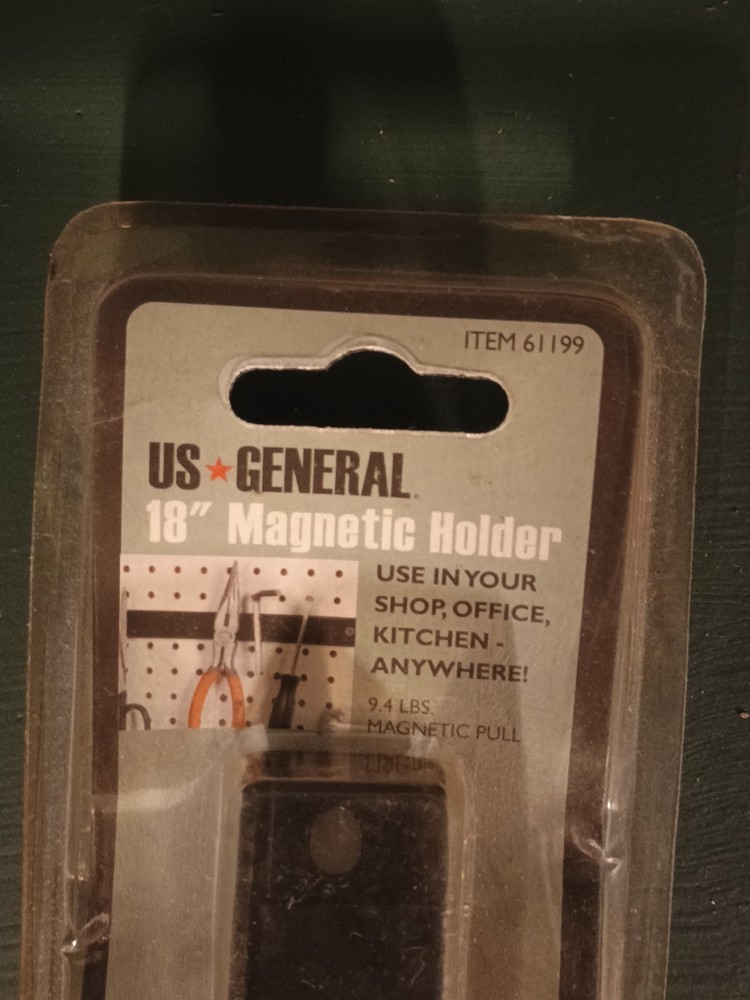 ITEM 61199
US★GENERAL.
18" Magnetic Holder
USE IN YOUR
SHOP, OFFICE,
KITCHEN -
ANYWHERE!
9.4 LBS.
MAGNETIC PULL